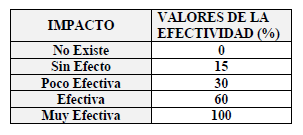 IMPACTO VALORES DE LA EFECTIVIDAD (%)
No Existe 0
Sin Efecto 15
Poco Efectiva 30
Efectiva 60
Muy Efectiva 100